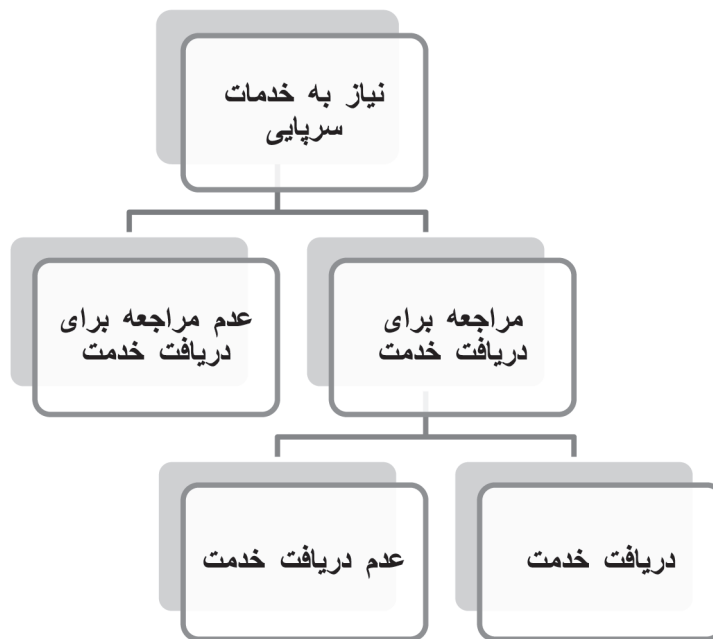 نیاز به خدمات
سرپایی
مراجعه برای
دریافت خدمت
عدم مراجعه برای
دریافت خدمت
دریافت خدمت
عدم دریافت خدمت